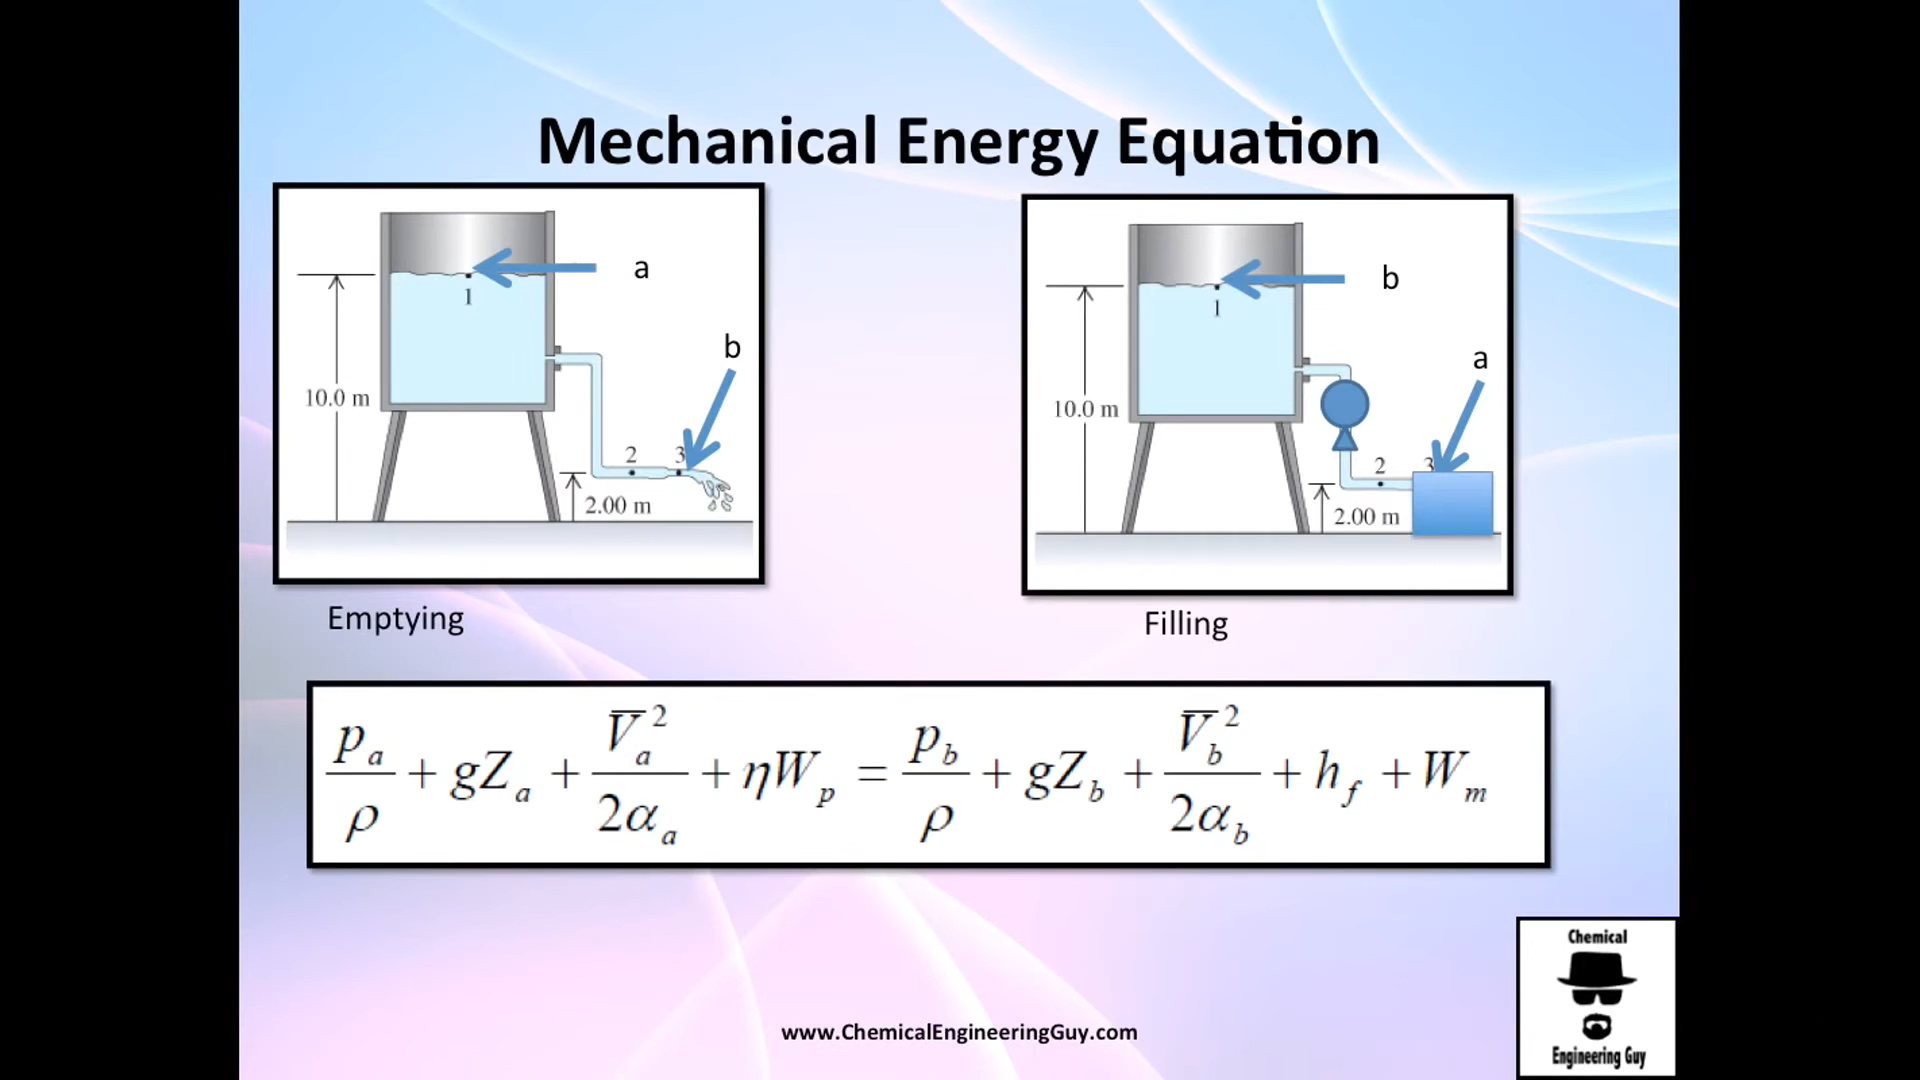 Mechanical Energy Equation
a
1
b
10.0 m
2 3
2.00 m
Emptying
b
1
a
10.0 m
2 3
2.00 m
Filling
p_a/ρ + gZ_a + V̅_a²/2α_a + ηW_p = p_b/ρ + gZ_b + V̅_b²/2α_b + h_f + W_m
www.ChemicalEngineeringGuy.com
Chemical
Engineering Guy